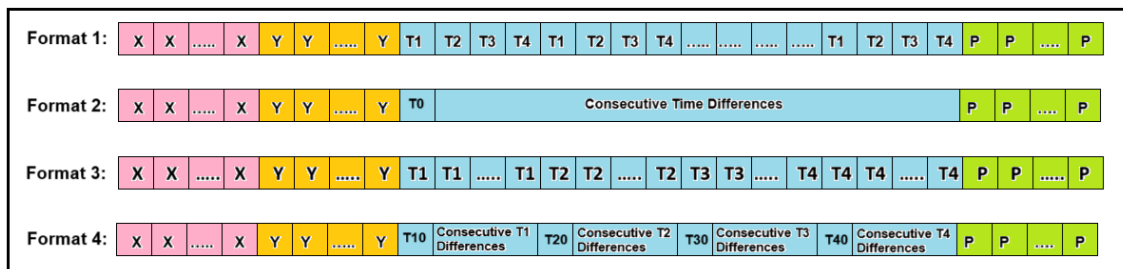 Format 1: X X ..... X Y Y ..... Y T1 T2 T3 T4 T1 T2 T3 T4 ..... ..... ..... ..... T1 T2 T3 T4 P P .... P
Format 2: X X ..... X Y Y ..... Y T0 Consecutive Time Differences P P .... P
Format 3: X X ..... X Y Y ..... Y T1 T1 ..... T1 T2 T2 ..... T2 T3 T3 ..... T4 T4 T4 ..... T4 P P ..... P
Format 4: X X ..... X Y Y ..... Y T10 Consecutive T1 Differences T20 Consecutive T2 Differences T30 Consecutive T3 Differences T40 Consecutive T4 Differences P P .... P